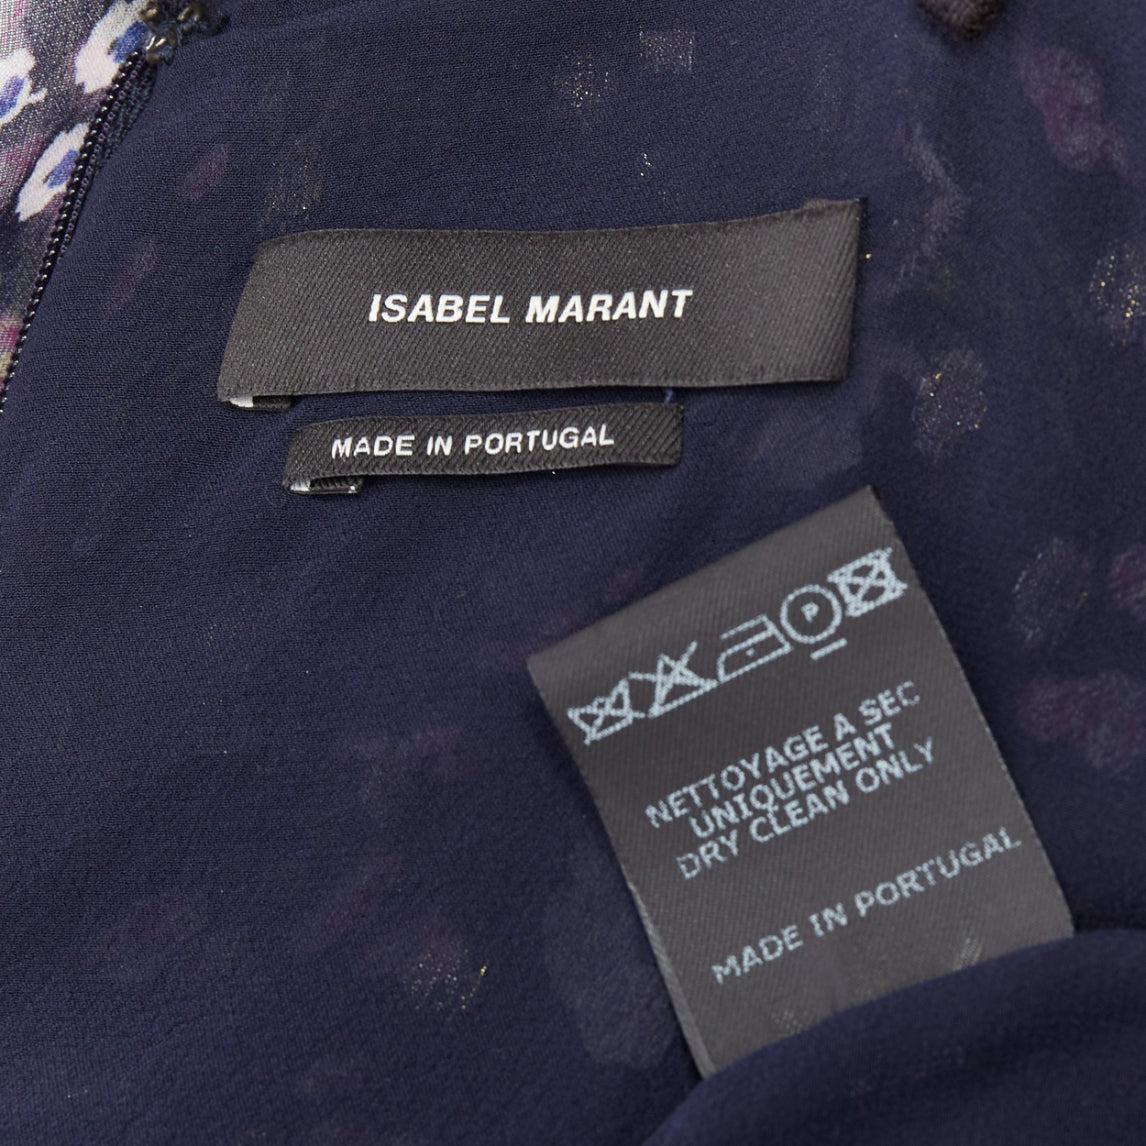 ISABEL MARANT
MADE IN PORTUGAL
P
NETTOYAGE A SEC
UNIQUEMENT
DRY CLEAN ONLY
MADE IN PORTUGAL